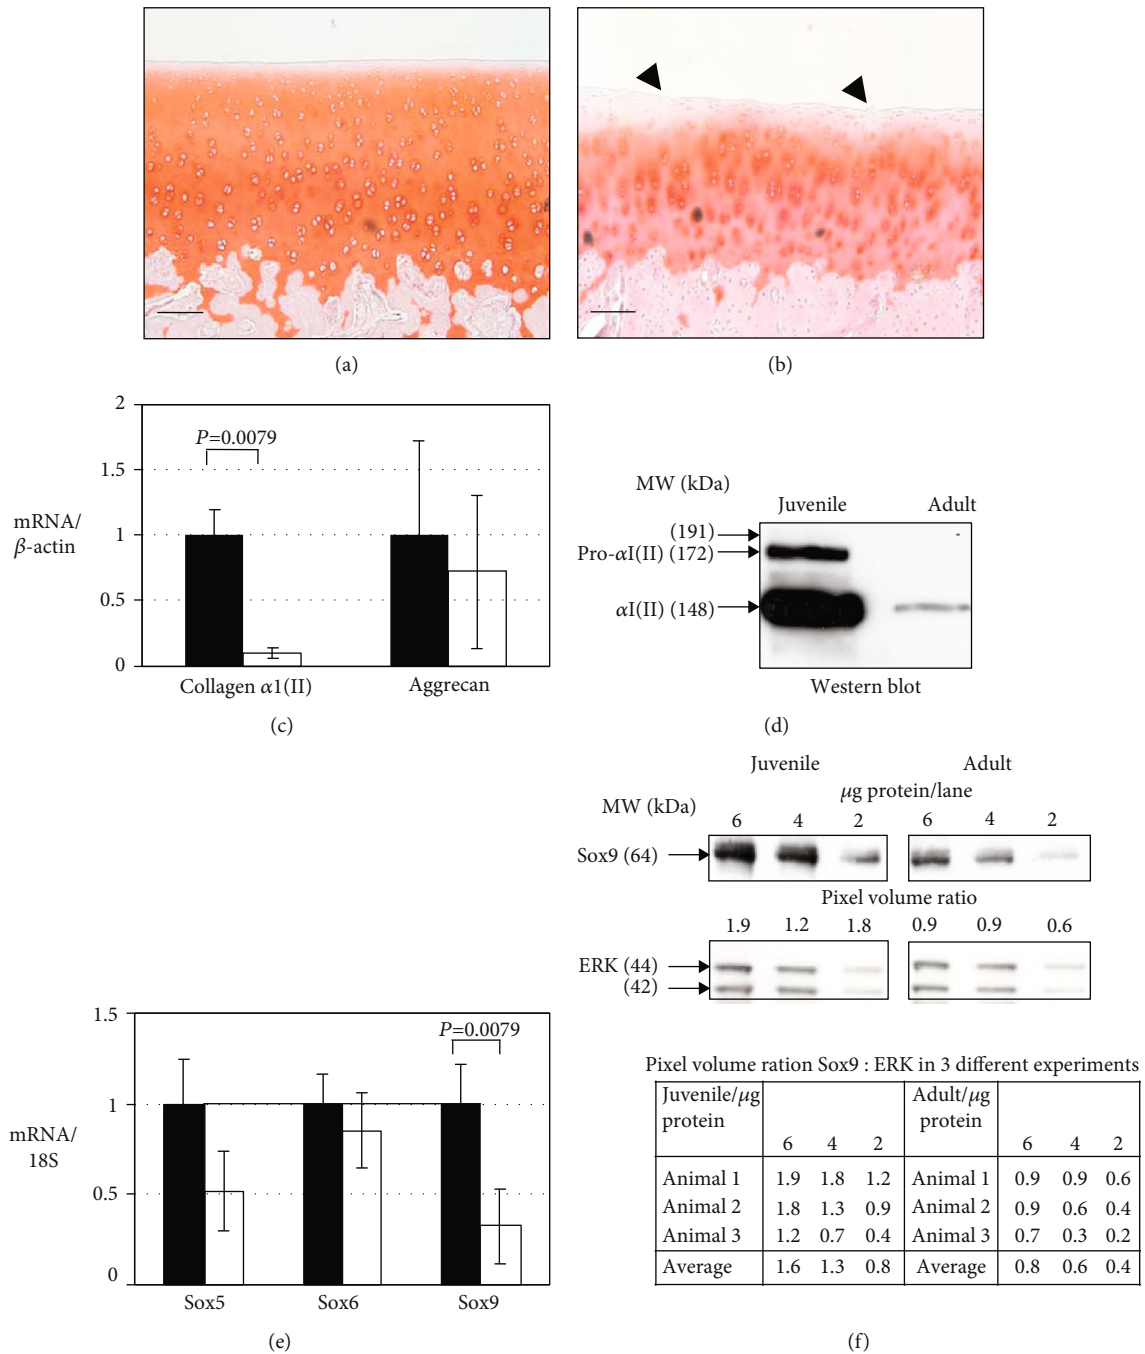 (a)
(b)
2
1.5
1
0.5
0
mRNA/
β-actin
P=0.0079
Collagen α1(II)
Aggrecan
(c)
MW (kDa)
Juvenile
Adult
(191)
Pro-αI(II) (172)
αI(II) (148)
Western blot
(d)
1.5
1
0.5
0
mRNA/
18S
P=0.0079
Sox5
Sox6
Sox9
(e)
Juvenile
Adult
μg protein/lane
MW (kDa)
6 4 2 6 4 2
Sox9 (64)
Pixel volume ratio
1.9 1.2 1.8 0.9 0.9 0.6
ERK (44)
(42)
Pixel volume ration Sox9 : ERK in 3 different experiments
Juvenile/μg
protein
6 4 2
Adult/μg
protein
6 4 2
Animal 1 1.9 1.8 1.2 Animal 1 0.9 0.9 0.6
Animal 2 1.8 1.3 0.9 Animal 2 0.9 0.6 0.4
Animal 3 1.2 0.7 0.4 Animal 3 0.7 0.3 0.2
Average 1.6 1.3 0.8 Average 0.8 0.6 0.4
(f)